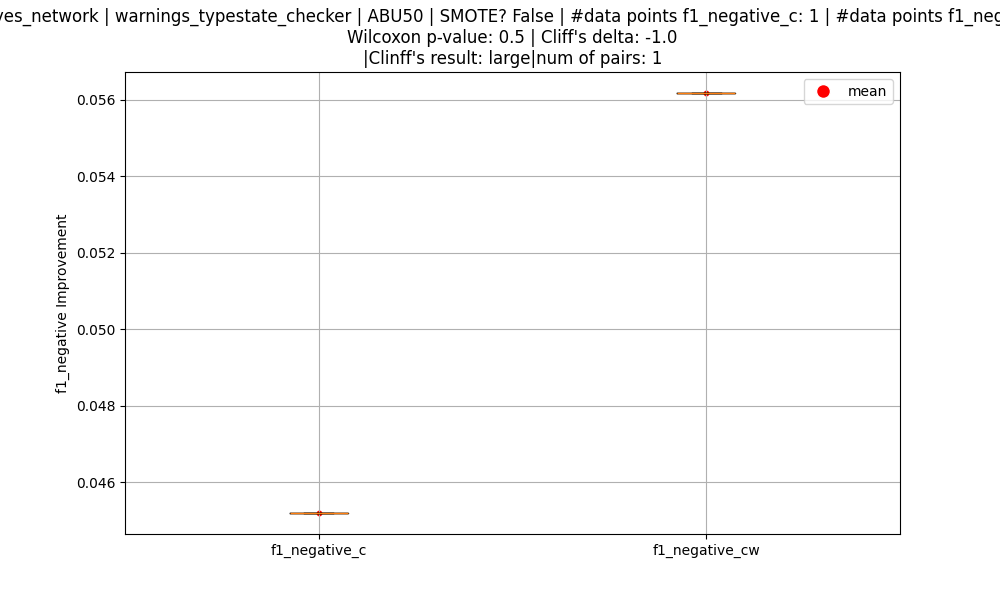 yes_network | warnings_typestate_checker | ABU50 | SMOTE? False | #data points f1_negative_c: 1 | #data points f1_neg
Wilcoxon p-value: 0.5 | Cliff's delta: -1.0
|Clinff's result: large|num of pairs: 1
mean
0.056
0.054
0.052
0.050
0.048
0.046
f1_negative Improvement
f1_negative_c
f1_negative_cw